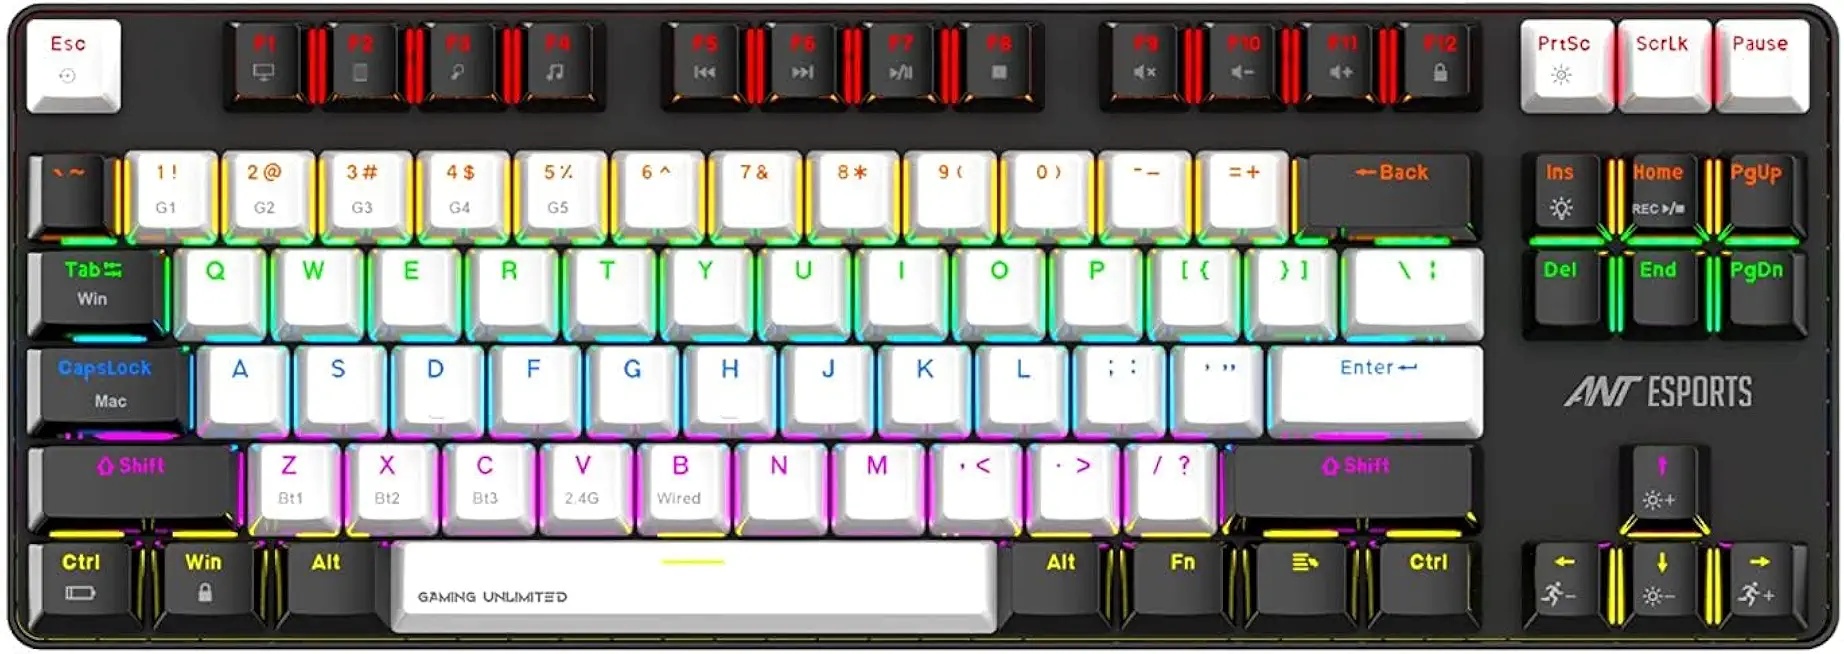 Esc F1 F2 F3 F4 F5 F6 F7 F8 F9 F10 F11 F12 PrtSc ScrLk Pause
` ~ 1 ! 2 @ 3 # 4 $ 5 % 6 ^ 7 & 8 * 9 ( 0 ) - _ = + ←Back Ins Home PgUp
G1 G2 G3 G4 G5 REC ▶/■
Tab Q W E R T Y U I O P [ { } ] \ ¦ Del End PgDn
Win
CapsLock A S D F G H J K L ; : ' " Enter↵
Mac
ANT ESPORTS
⇧ Shift Z X C V B N M , < . > / ? ⇧ Shift ↑
Bt1 Bt2 Bt3 2.4G Wired
Ctrl Win Alt Alt Fn Ctrl ← ↓ →
GAMING UNLIMITED